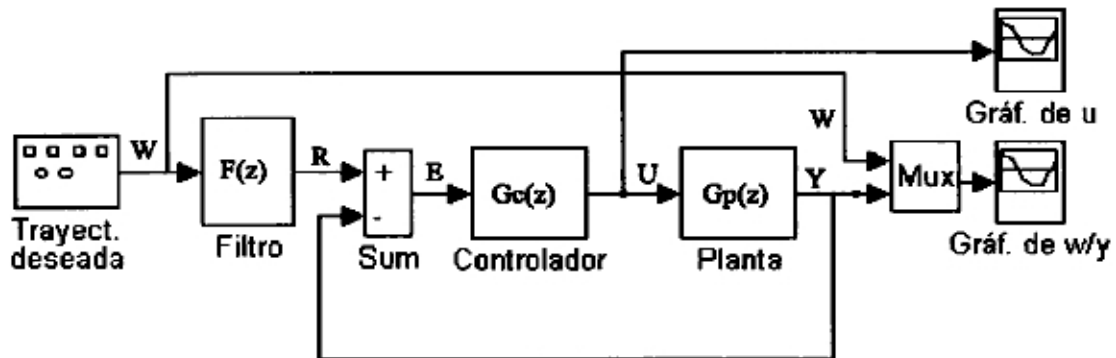 Gráf. de u
W
W
F(z)
R
+
-
E
Gc(z)
U
Gp(z)
Y
Mux
Trayect.
deseada
Filtro
Sum
Controlador
Planta
Gráf. de w/y